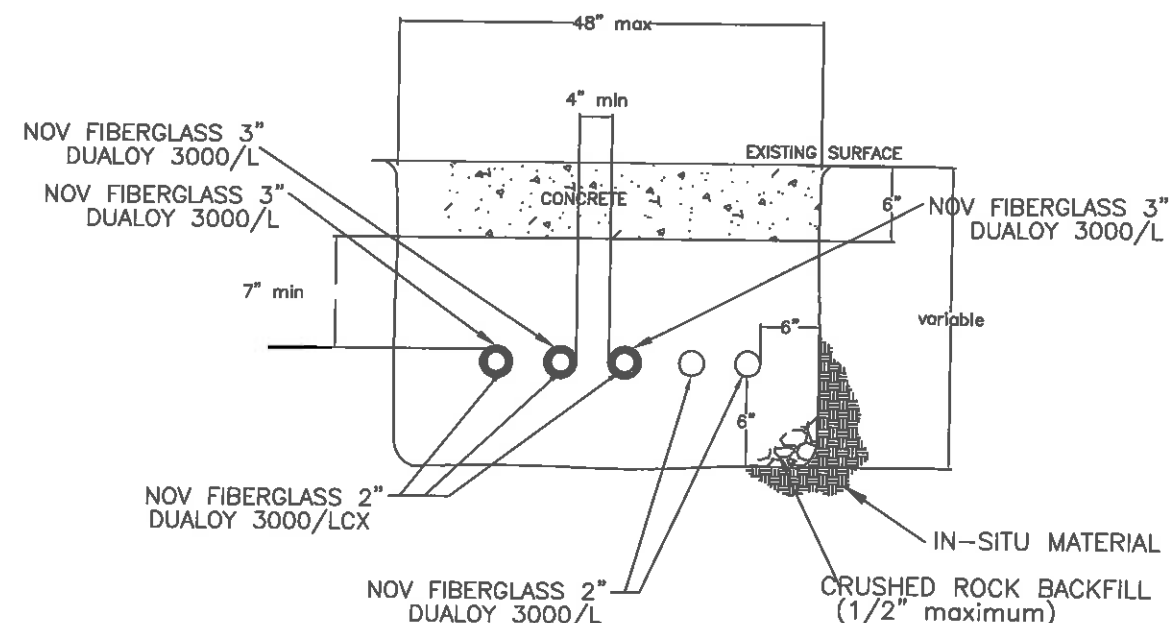 48" max
4" min
NOV FIBERGLASS 3"
DUALOY 3000/L
EXISTING SURFACE
NOV FIBERGLASS 3"
DUALOY 3000/L
CONCRETE
6"
NOV FIBERGLASS 3"
DUALOY 3000/L
7" min
variable
6"
6"
NOV FIBERGLASS 2"
DUALOY 3000/LCX
IN-SITU MATERIAL
NOV FIBERGLASS 2"
DUALOY 3000/L
CRUSHED ROCK BACKFILL
(1/2" maximum)